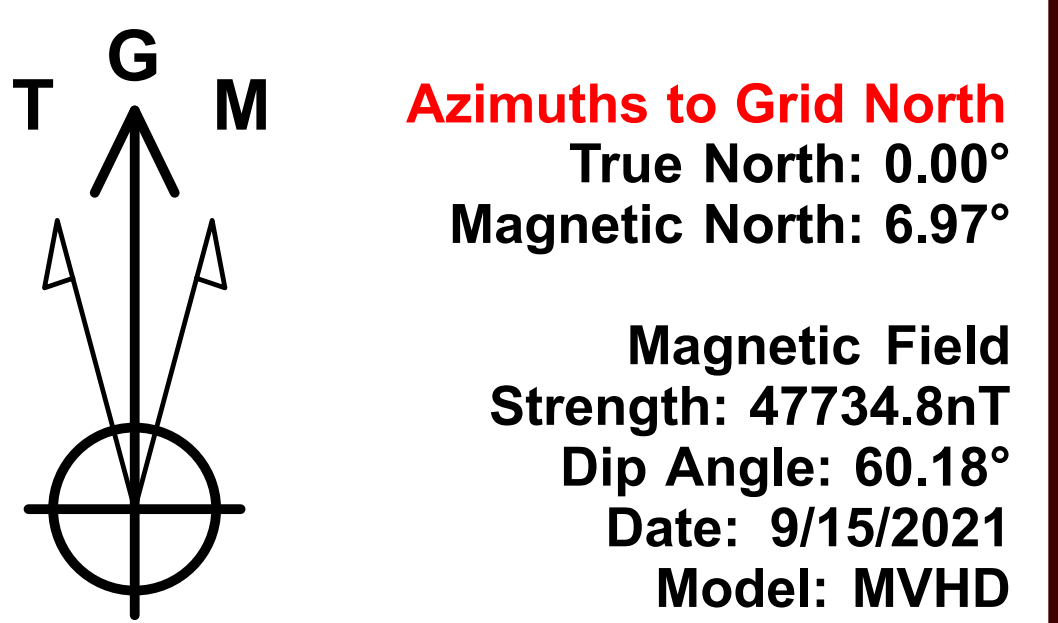 G
T M
Azimuths to Grid North
True North: 0.00°
Magnetic North: 6.97°
Magnetic Field
Strength: 47734.8nT
Dip Angle: 60.18°
Date: 9/15/2021
Model: MVHD